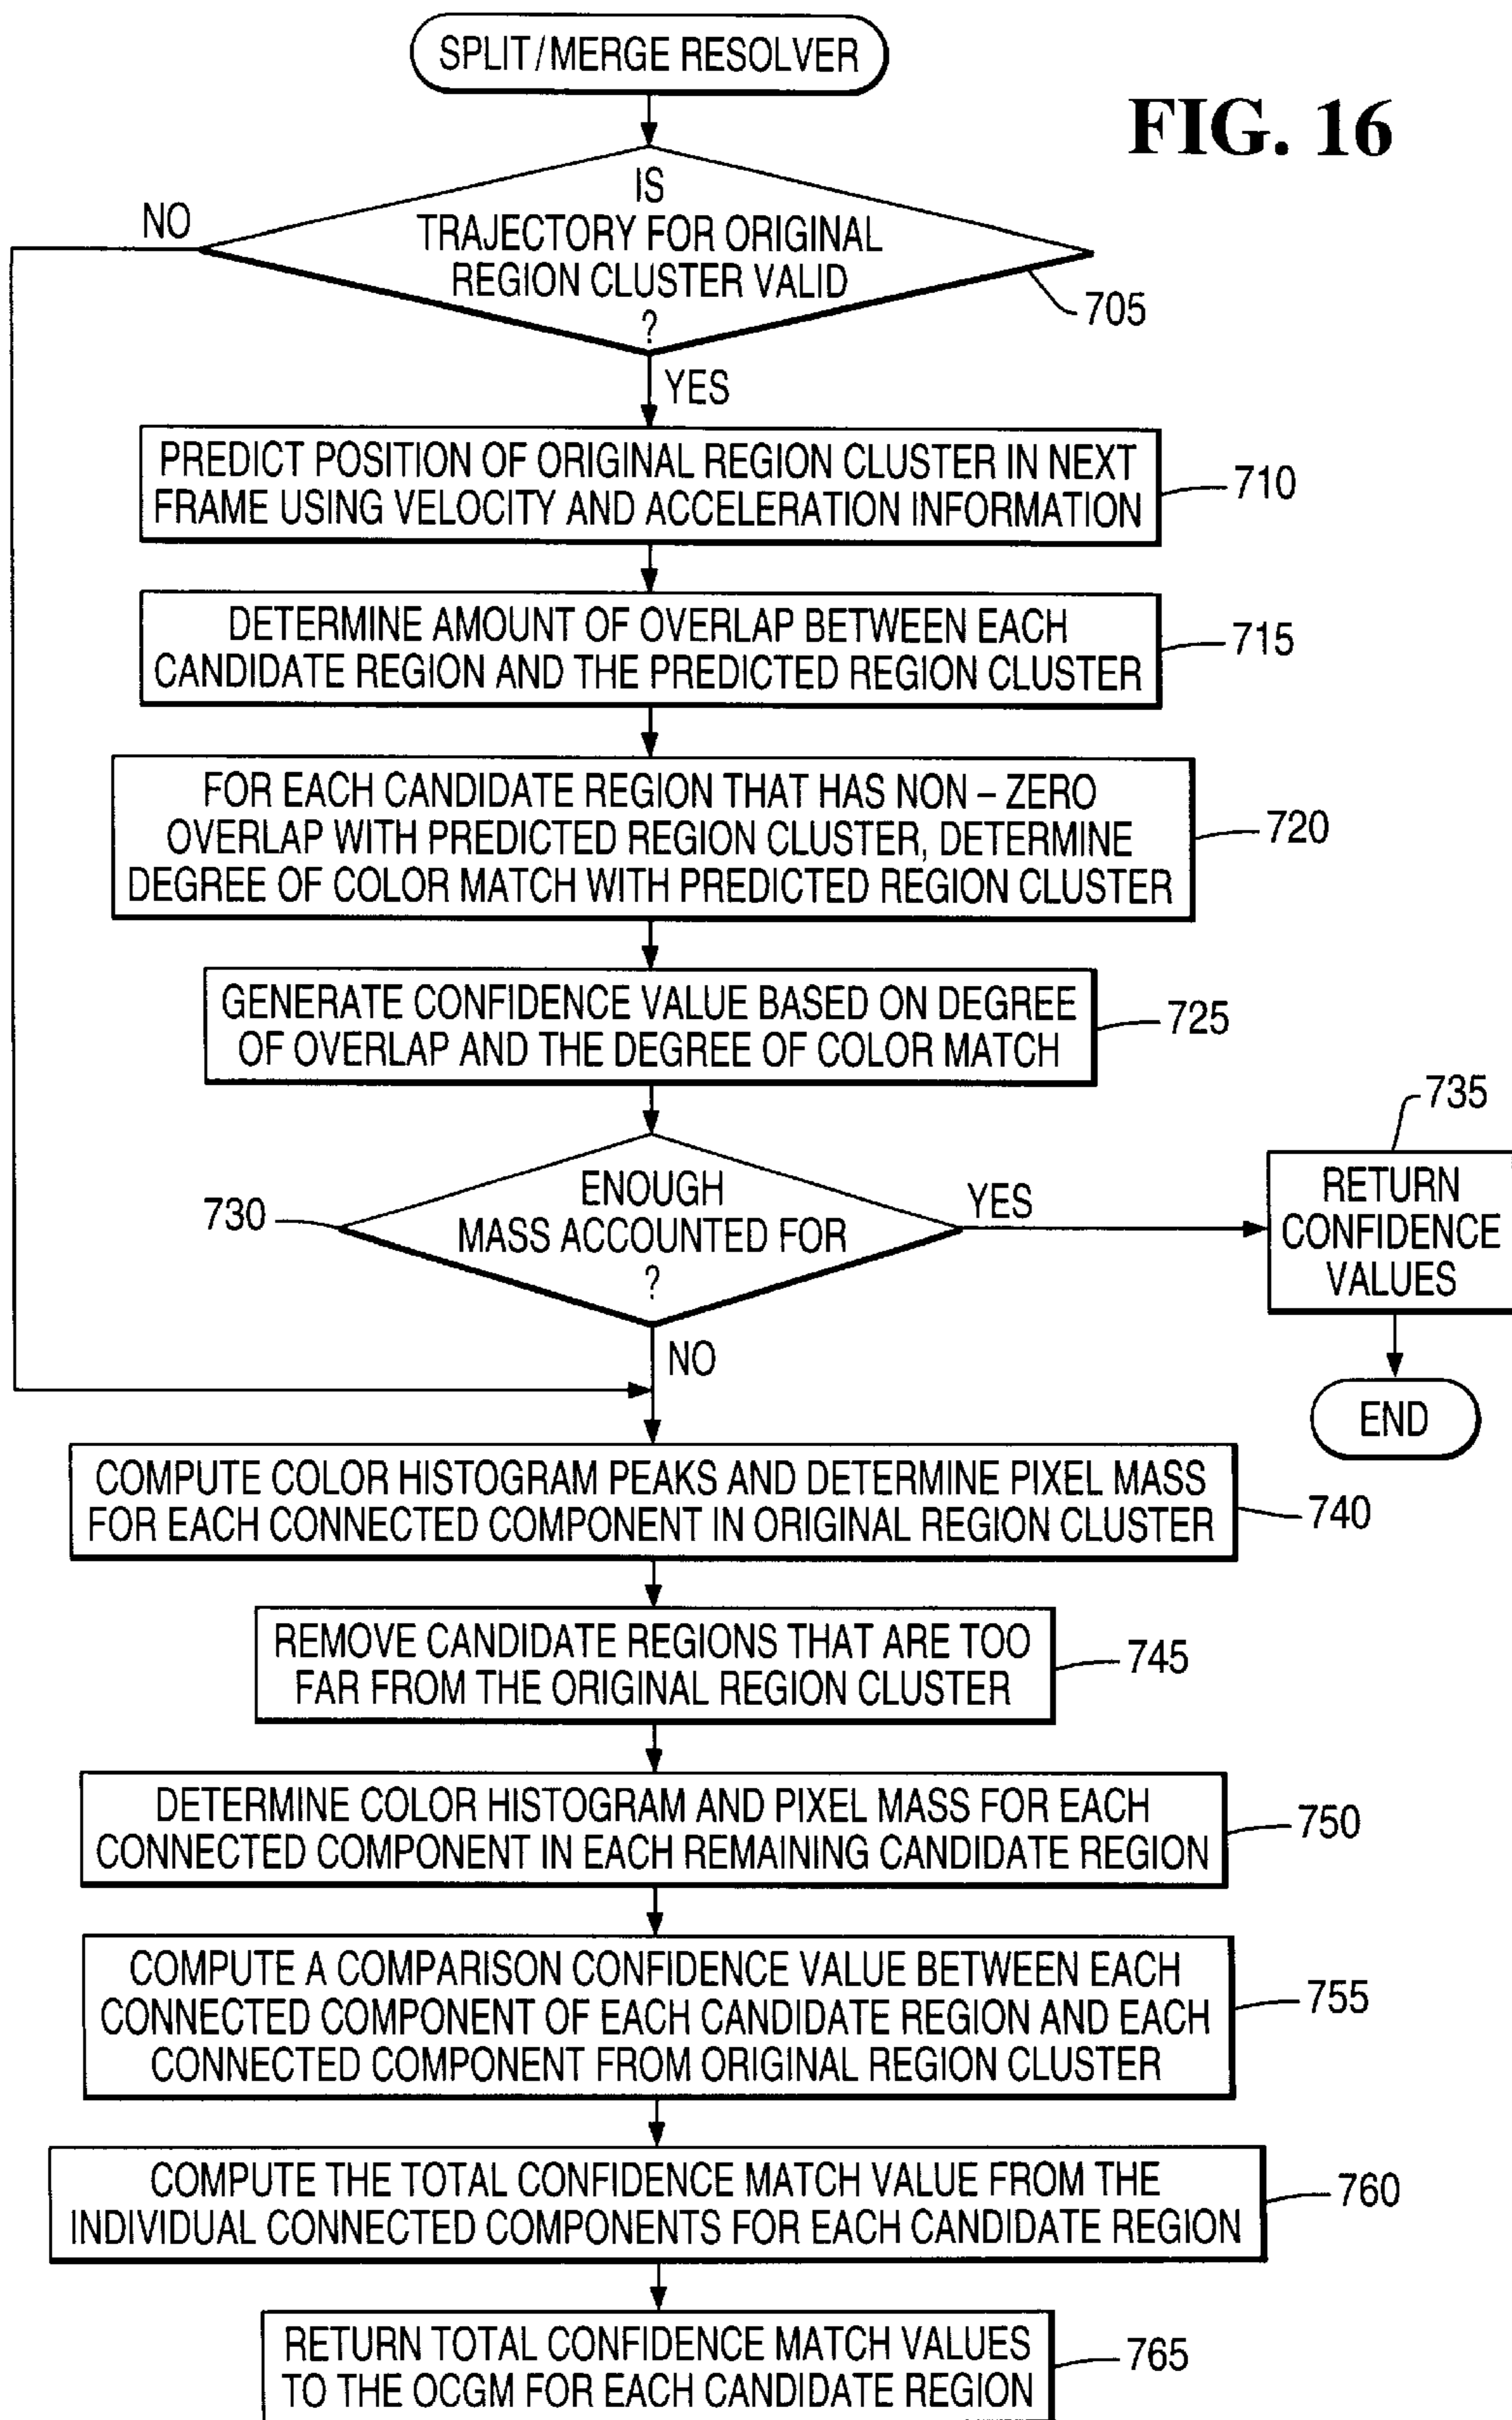 SPLIT/MERGE RESOLVER
FIG. 16
IS
TRAJECTORY FOR ORIGINAL
REGION CLUSTER VALID
?
NO
705
YES
PREDICT POSITION OF ORIGINAL REGION CLUSTER IN NEXT
FRAME USING VELOCITY AND ACCELERATION INFORMATION
710
DETERMINE AMOUNT OF OVERLAP BETWEEN EACH
CANDIDATE REGION AND THE PREDICTED REGION CLUSTER
715
FOR EACH CANDIDATE REGION THAT HAS NON – ZERO
OVERLAP WITH PREDICTED REGION CLUSTER, DETERMINE
DEGREE OF COLOR MATCH WITH PREDICTED REGION CLUSTER
720
GENERATE CONFIDENCE VALUE BASED ON DEGREE
OF OVERLAP AND THE DEGREE OF COLOR MATCH
725
730
ENOUGH
MASS ACCOUNTED FOR
?
YES
735
RETURN
CONFIDENCE
VALUES
END
NO
COMPUTE COLOR HISTOGRAM PEAKS AND DETERMINE PIXEL MASS
FOR EACH CONNECTED COMPONENT IN ORIGINAL REGION CLUSTER
740
REMOVE CANDIDATE REGIONS THAT ARE TOO
FAR FROM THE ORIGINAL REGION CLUSTER
745
DETERMINE COLOR HISTOGRAM AND PIXEL MASS FOR EACH
CONNECTED COMPONENT IN EACH REMAINING CANDIDATE REGION
750
COMPUTE A COMPARISON CONFIDENCE VALUE BETWEEN EACH
CONNECTED COMPONENT OF EACH CANDIDATE REGION AND EACH
CONNECTED COMPONENT FROM ORIGINAL REGION CLUSTER
755
COMPUTE THE TOTAL CONFIDENCE MATCH VALUE FROM THE
INDIVIDUAL CONNECTED COMPONENTS FOR EACH CANDIDATE REGION
760
RETURN TOTAL CONFIDENCE MATCH VALUES
TO THE OCGM FOR EACH CANDIDATE REGION
765